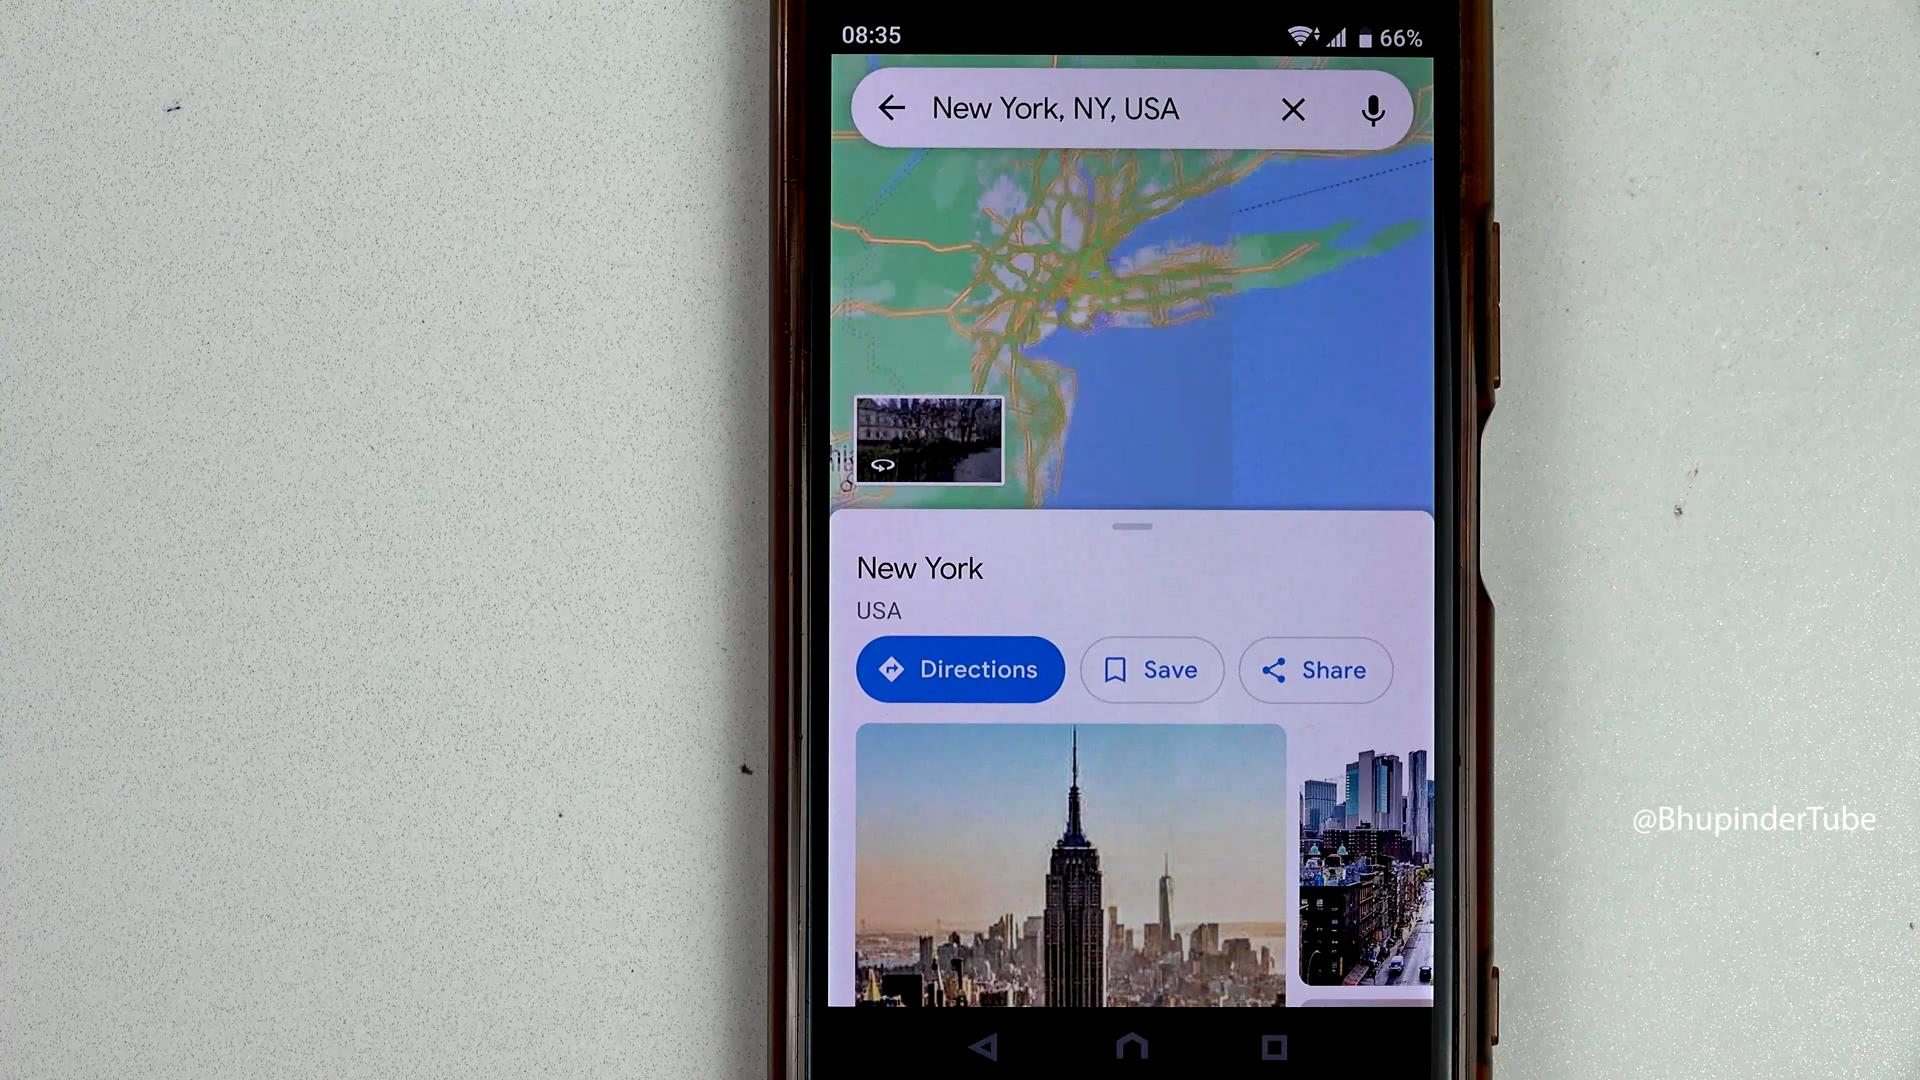 08:35
66%
New York, NY, USA
New York
USA
Directions
Save
Share
@BhupinderTube